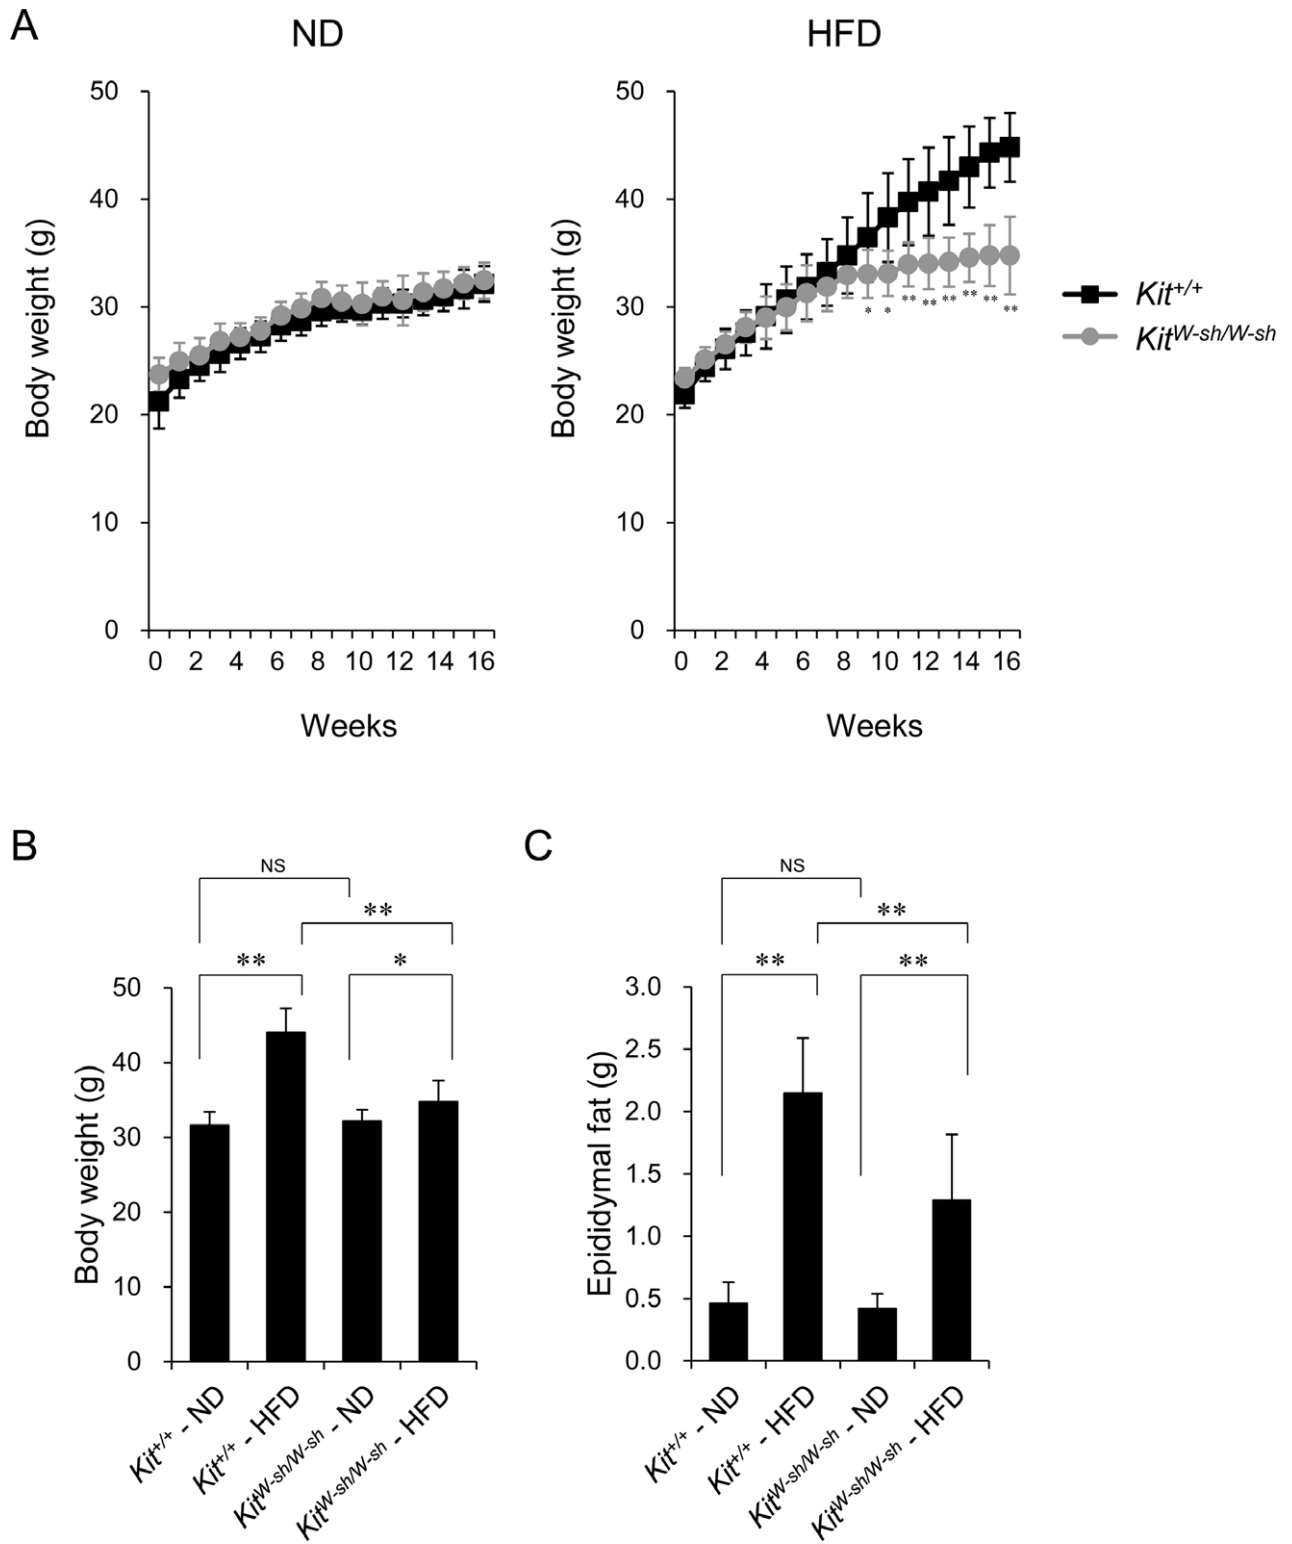 A
ND
HFD
50
40
30
20
10
0
Body weight (g)
0 2 4 6 8 10 12 14 16
Weeks
50
40
30
20
10
0
Body weight (g)
* * ** ** ** ** ** **
0 2 4 6 8 10 12 14 16
Weeks
Kit+/+
KitW-sh/W-sh
B
NS
**
** *
50
40
30
20
10
0
Body weight (g)
Kit+/+ - ND
Kit+/+ - HFD
KitW-sh/W-sh - ND
KitW-sh/W-sh - HFD
C
NS
**
** **
3.0
2.5
2.0
1.5
1.0
0.5
0.0
Epididymal fat (g)
Kit+/+ - ND
Kit+/+ - HFD
KitW-sh/W-sh - ND
KitW-sh/W-sh - HFD